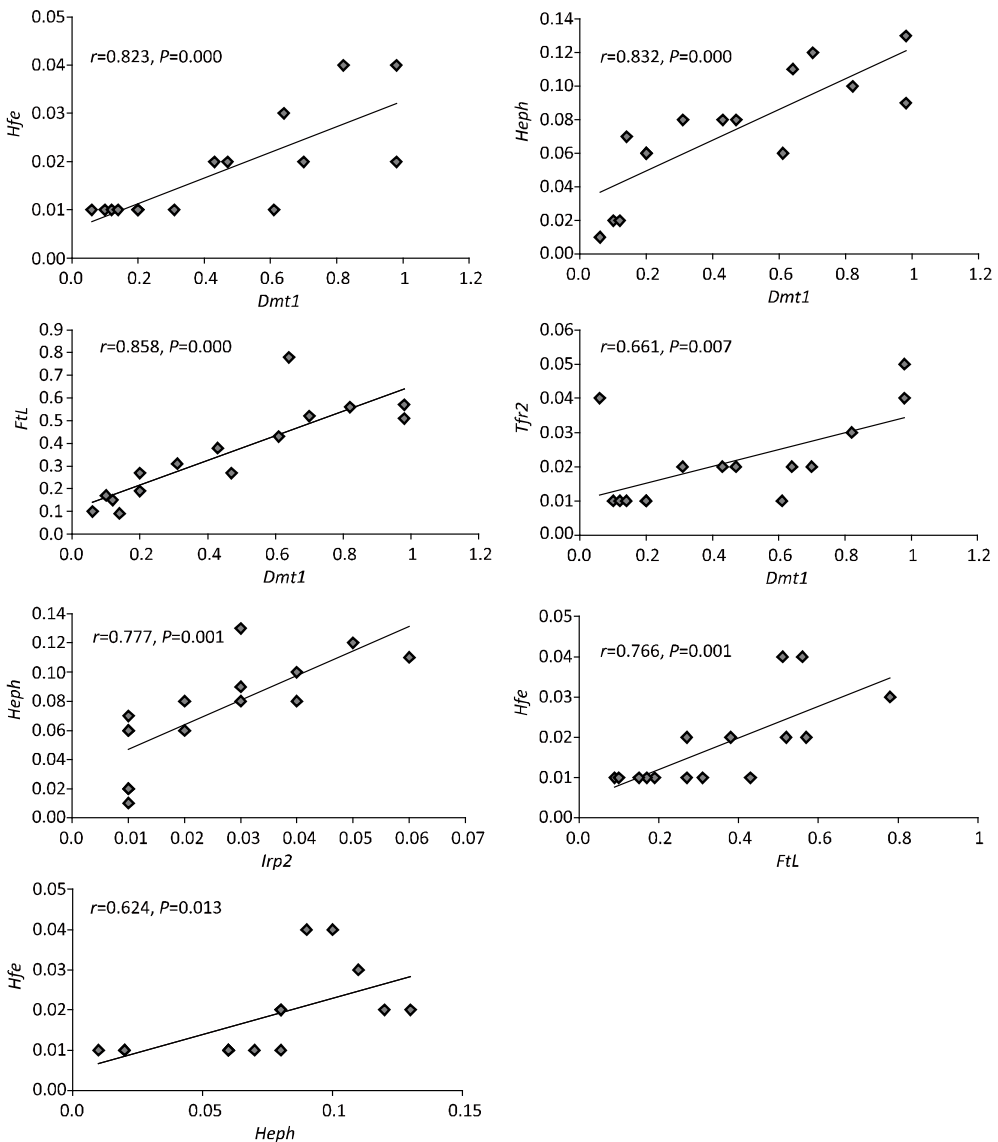 0.05
0.04
0.03
0.02
0.01
0.00
Hfe
r=0.823, P=0.000
0.0 0.2 0.4 0.6 0.8 1 1.2
Dmt1
0.14
0.12
0.10
0.08
0.06
0.04
0.02
0.00
Heph
r=0.832, P=0.000
0.0 0.2 0.4 0.6 0.8 1 1.2
Dmt1
0.9
0.8
0.7
0.6
0.5
0.4
0.3
0.2
0.1
0.0
FtL
r=0.858, P=0.000
0.0 0.2 0.4 0.6 0.8 1 1.2
Dmt1
0.06
0.05
0.04
0.03
0.02
0.01
0.00
Tfr2
r=0.661, P=0.007
0.0 0.2 0.4 0.6 0.8 1 1.2
Dmt1
0.14
0.12
0.10
0.08
0.06
0.04
0.02
0.00
Heph
r=0.777, P=0.001
0.0 0.01 0.02 0.03 0.04 0.05 0.06 0.07
Irp2
0.05
0.04
0.03
0.02
0.01
0.00
Hfe
r=0.766, P=0.001
0.0 0.2 0.4 0.6 0.8 1
FtL
0.05
0.04
0.03
0.02
0.01
0.00
Hfe
r=0.624, P=0.013
0.0 0.05 0.1 0.15
Heph